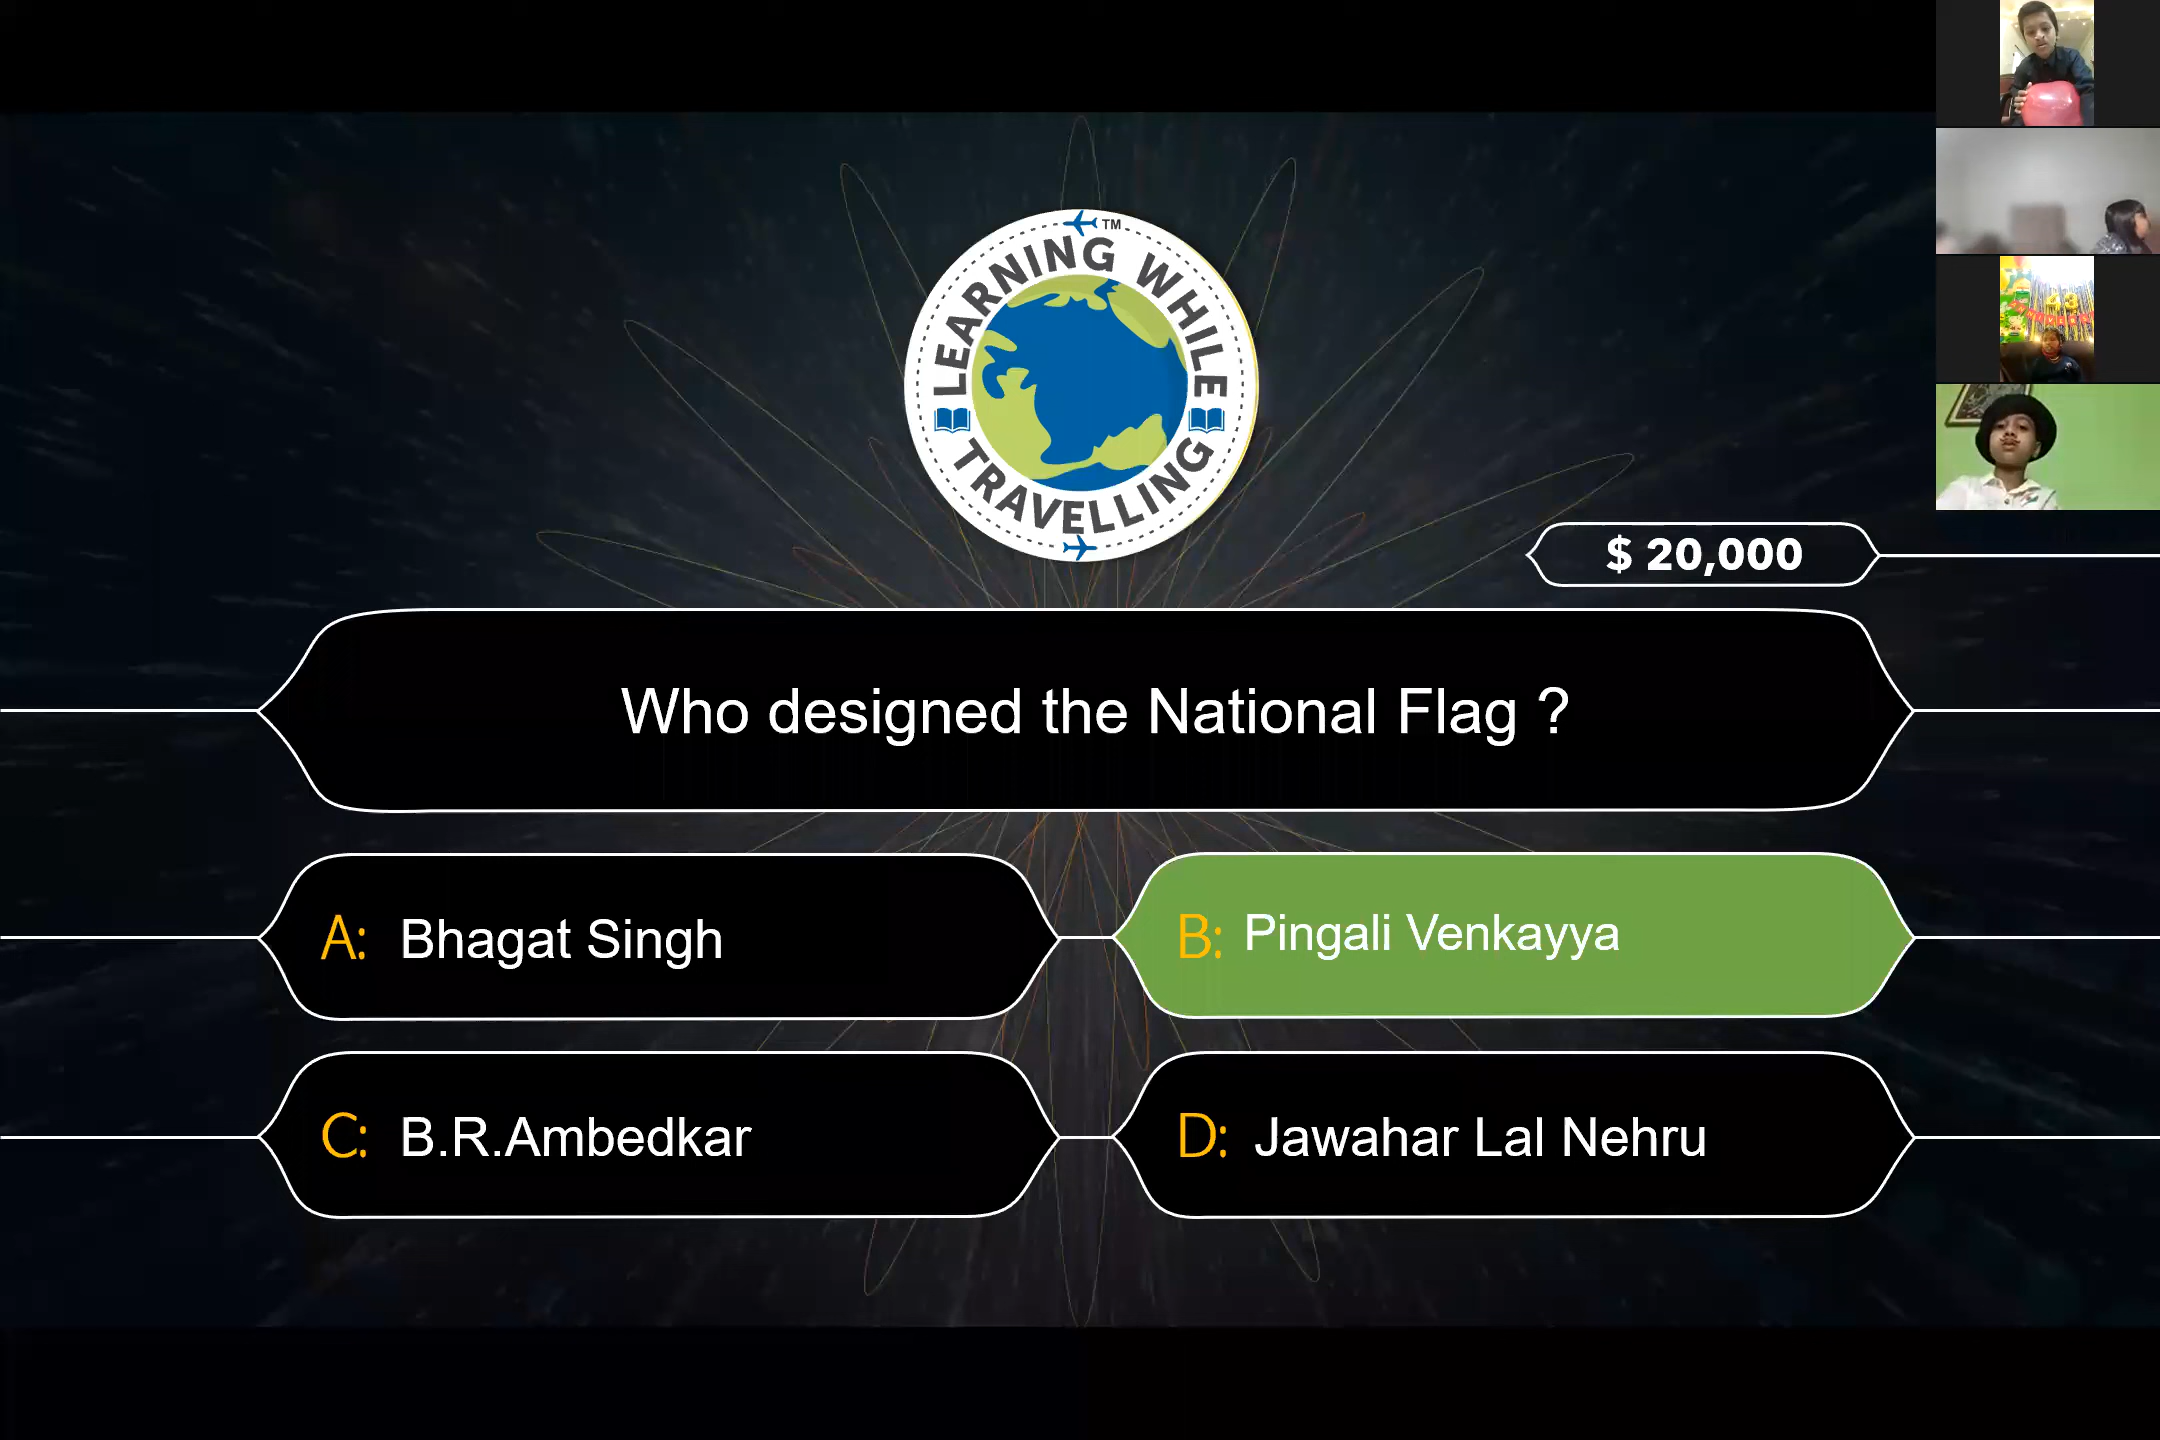 LEARNING WHILE
TRAVELLING
TM
$ 20,000
Who designed the National Flag ?
A: Bhagat Singh
B: Pingali Venkayya
C: B.R.Ambedkar
D: Jawahar Lal Nehru
43